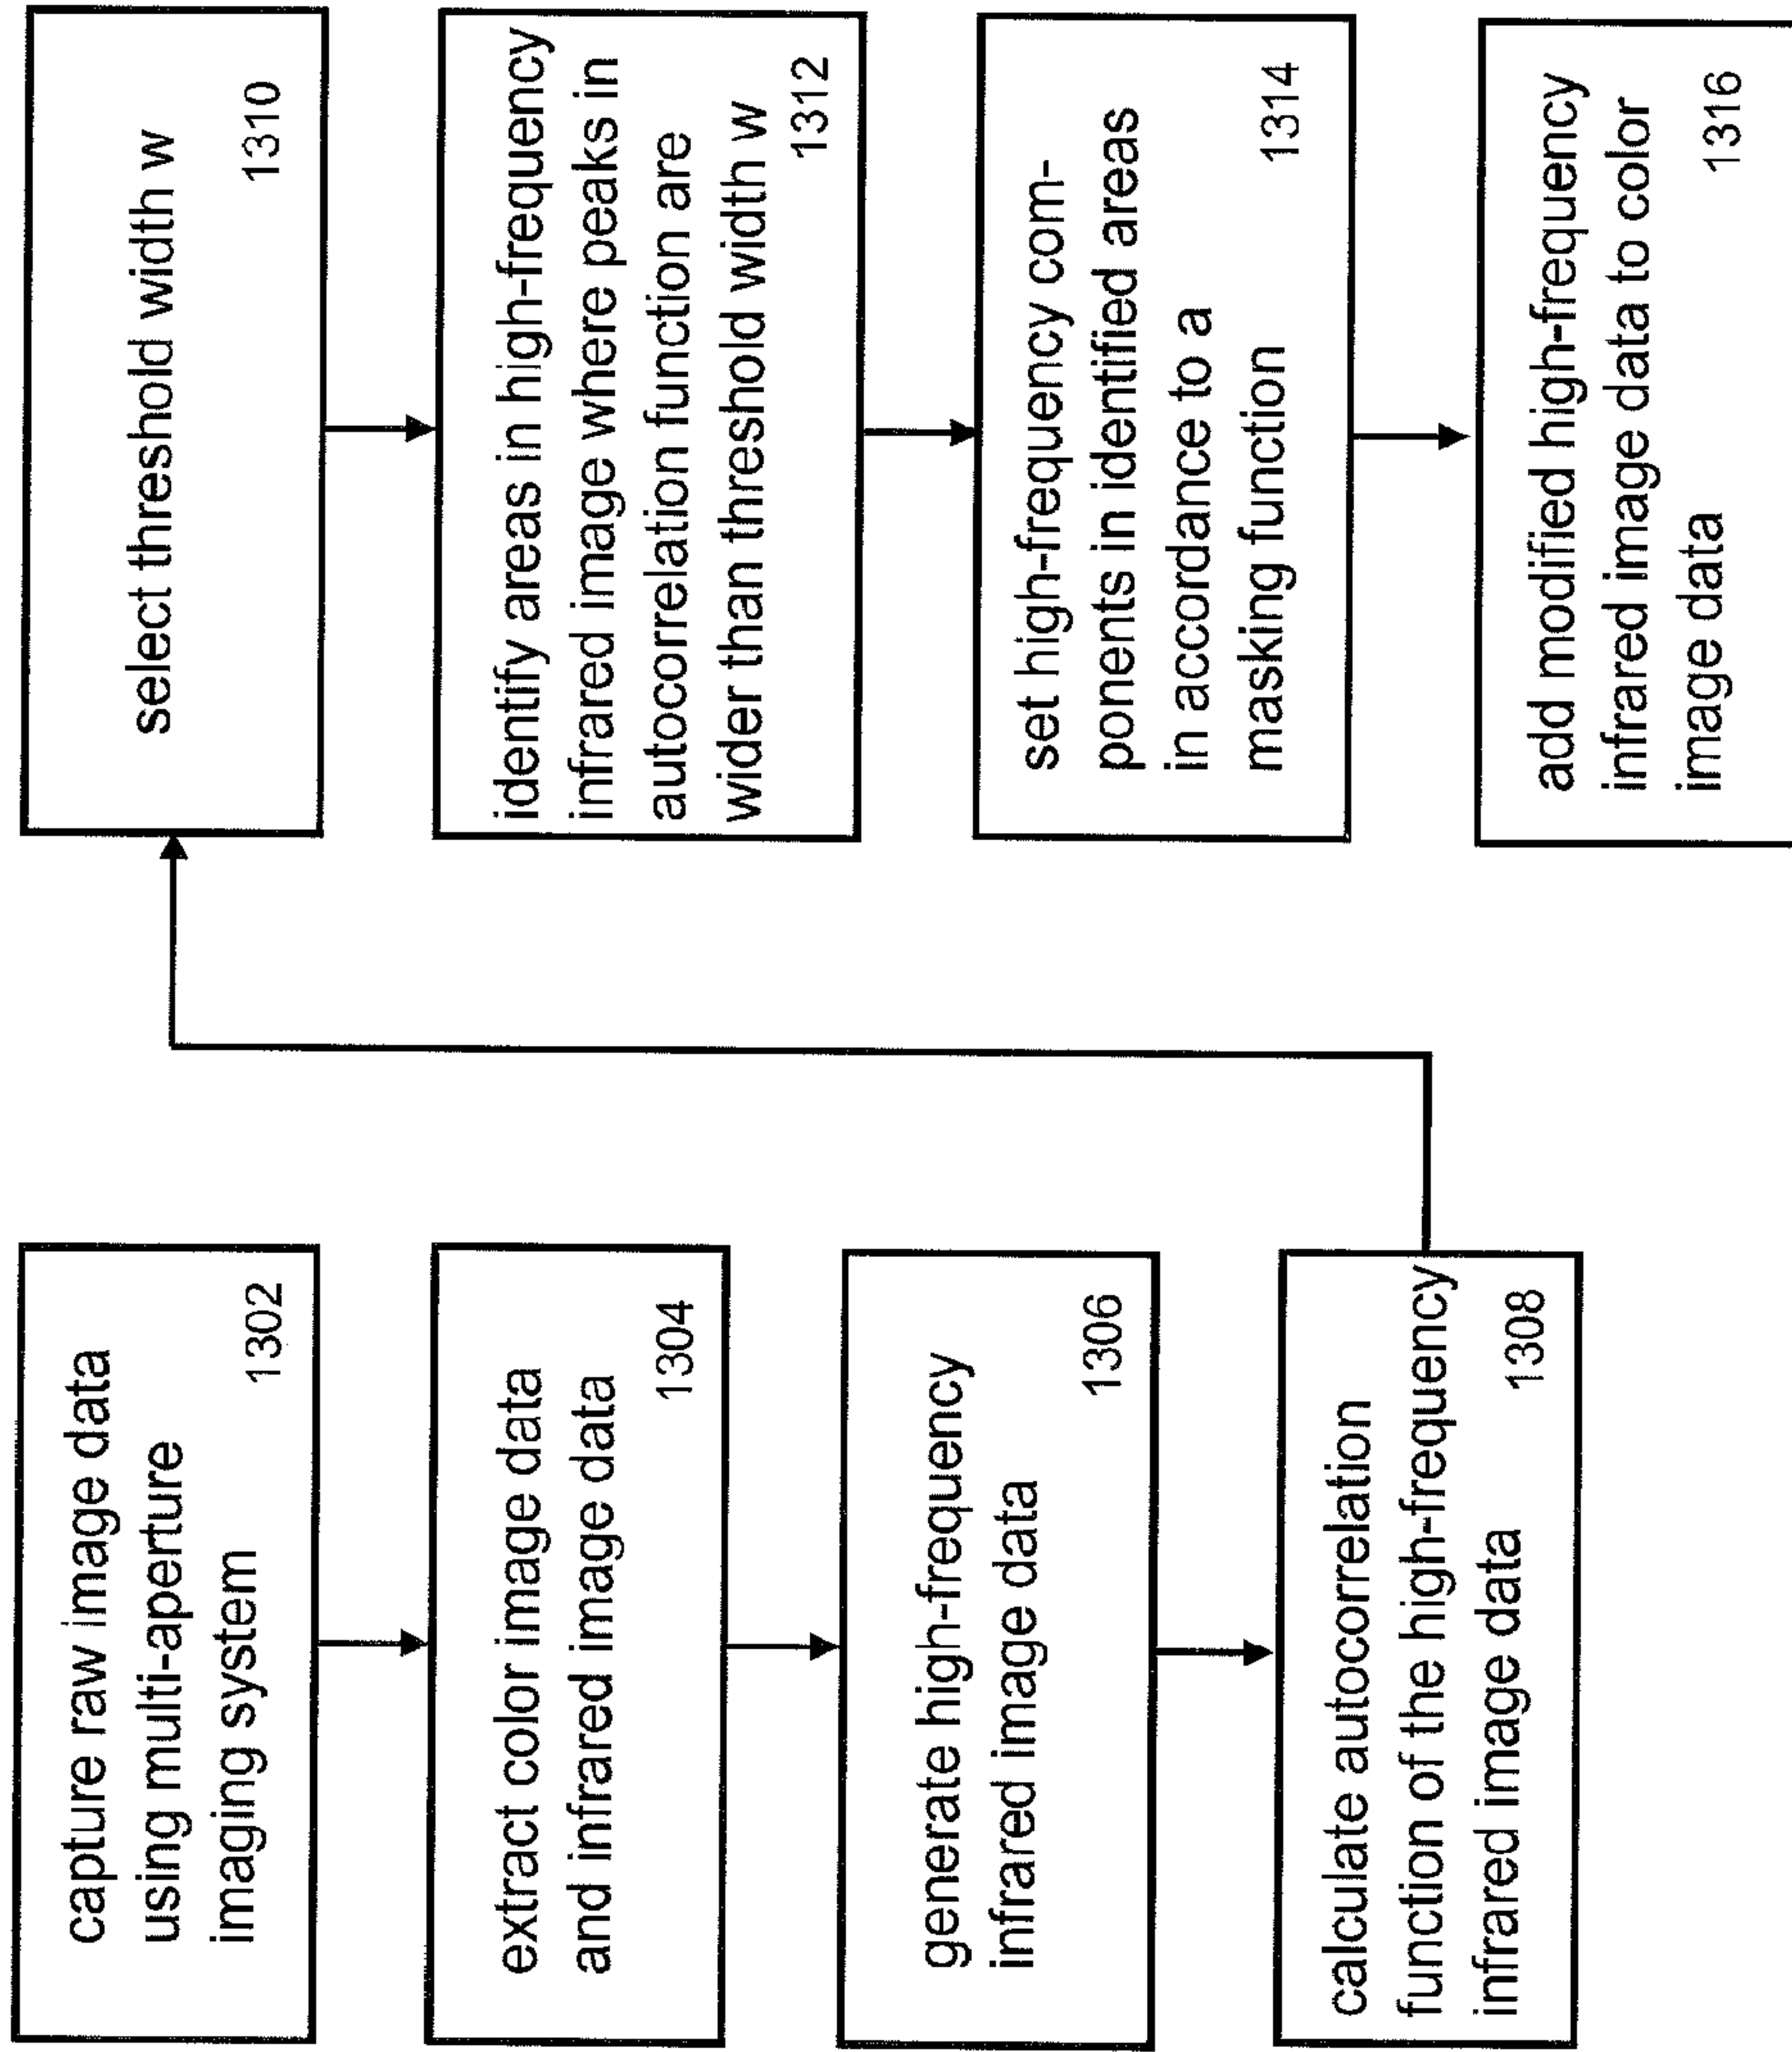 capture raw image data
using multi-aperture
imaging system
1302
extract color image data
and infrared image data
1304
generate high-frequency
infrared image data
1306
calculate autocorrelation
function of the high-frequency
infrared image data
1308
select threshold width w
1310
identify areas in high-frequency
infrared image where peaks in
autocorrelation function are
wider than threshold width w
1312
set high-frequency com-
ponents in identified areas
in accordance to a
masking function
1314
add modified high-frequency
infrared image data to color
image data
1316